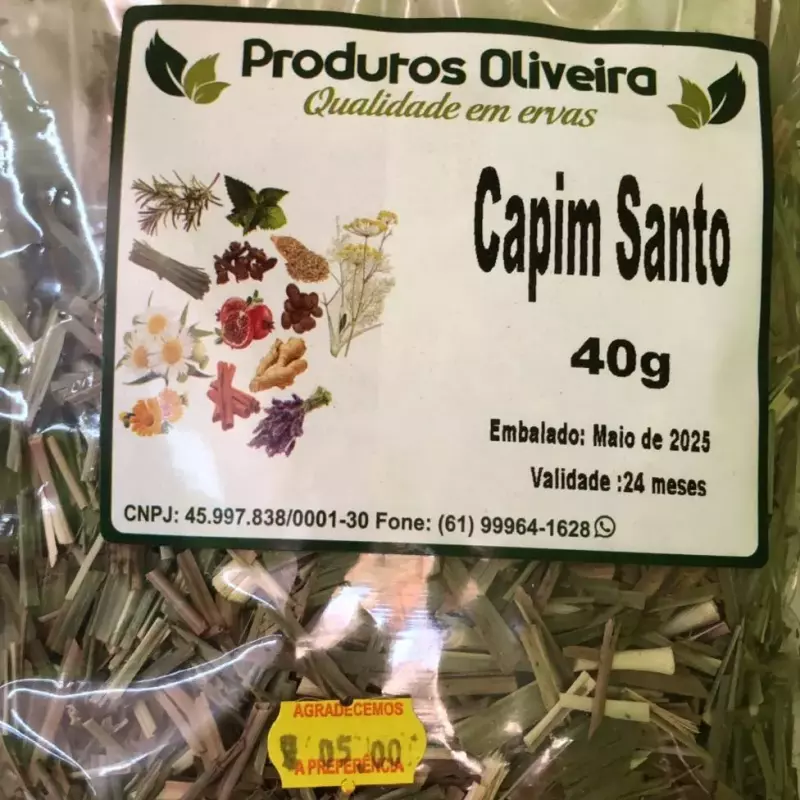 Produtos Oliveira
Qualidade em ervas
Capim Santo
40g
Embalado: Maio de 2025
Validade :24 meses
CNPJ: 45.997.838/0001-30 Fone: (61) 99964-1628
AGRADECEMOS
05,00
A PREFERÊNCIA